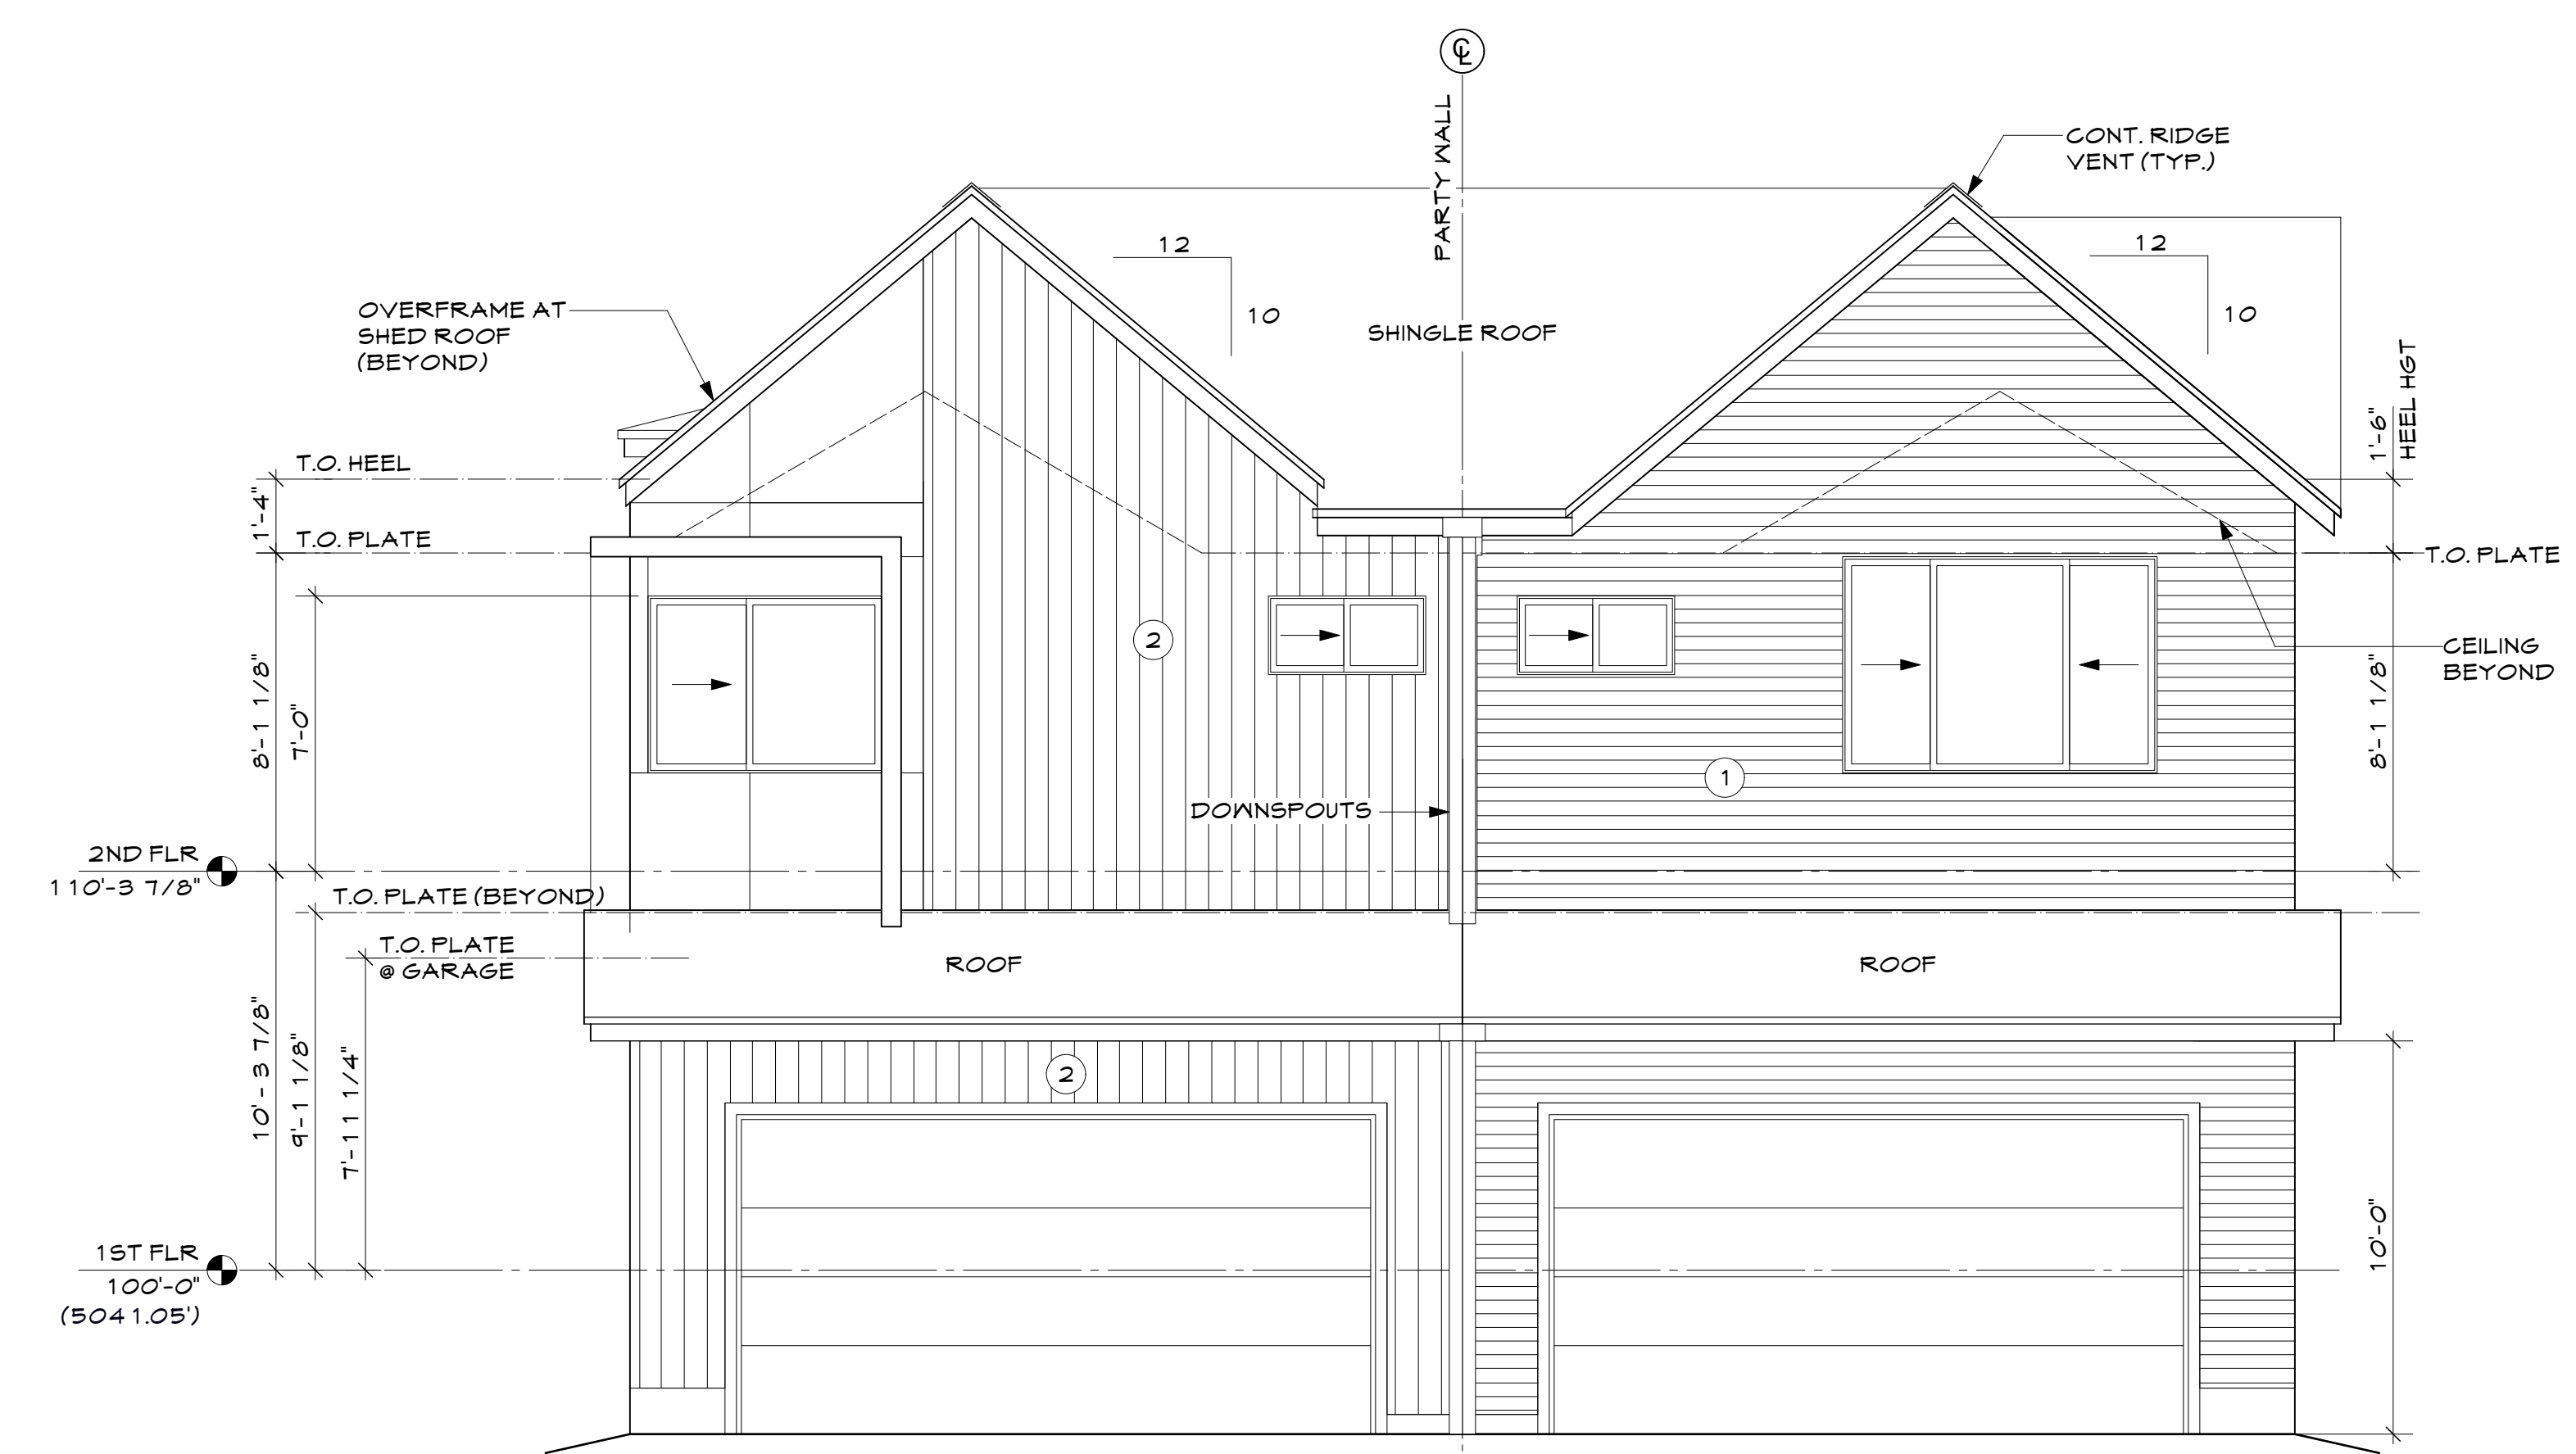 CL
PARTY WALL
CONT. RIDGE
VENT (TYP.)
12
10
12
10
OVERFRAME AT
SHED ROOF
(BEYOND)
SHINGLE ROOF
HEEL HGT
1'-6"
T.O. HEEL
1'-4"
T.O. PLATE
T.O. PLATE
2
CEILING
BEYOND
8'-1 1/8"
7'-0"
8'-1 1/8"
1
DOWNSPOUTS
2ND FLR
110'-3 7/8"
T.O. PLATE (BEYOND)
T.O. PLATE
@ GARAGE
ROOF
ROOF
10'-3 7/8"
9'-1 1/8"
7'-11 1/4"
2
10'-0"
1ST FLR
100'-0"
(5041.05')